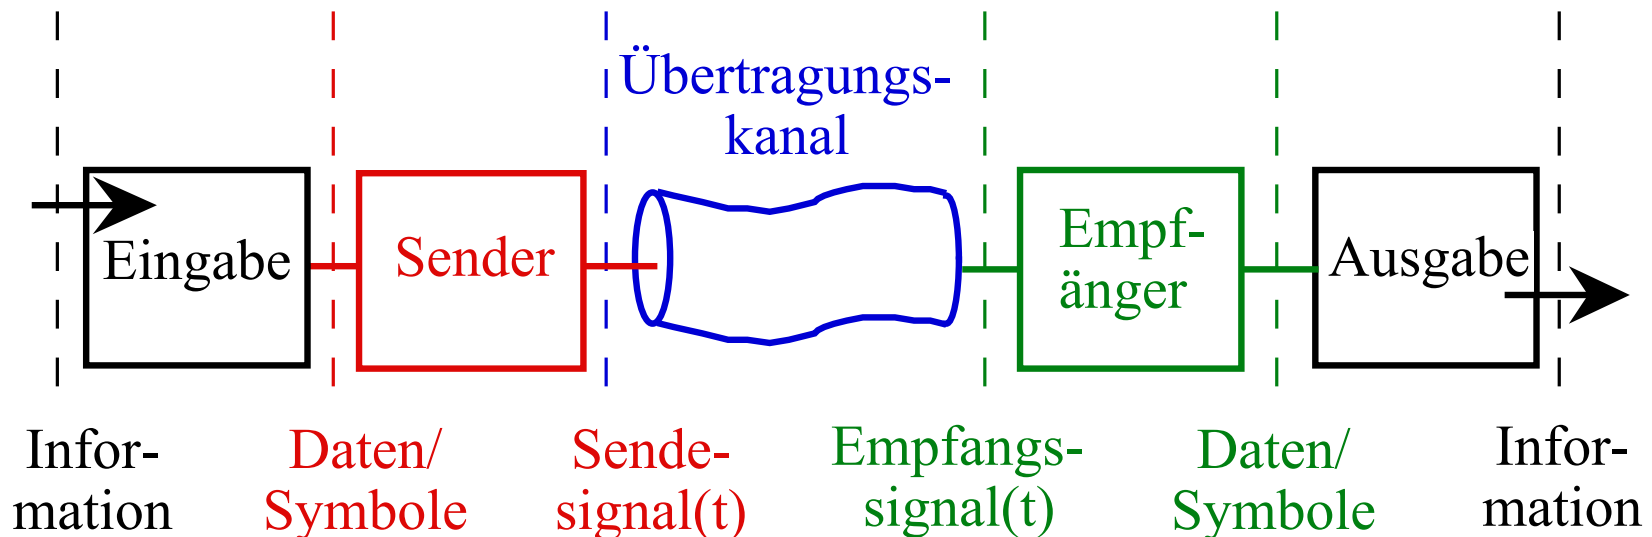 Übertragungs-
kanal
Eingabe
Sender
Empf-
änger
Ausgabe
Infor-
mation
Daten/
Symbole
Sende-
signal(t)
Empfangs-
signal(t)
Daten/
Symbole
Infor-
mation